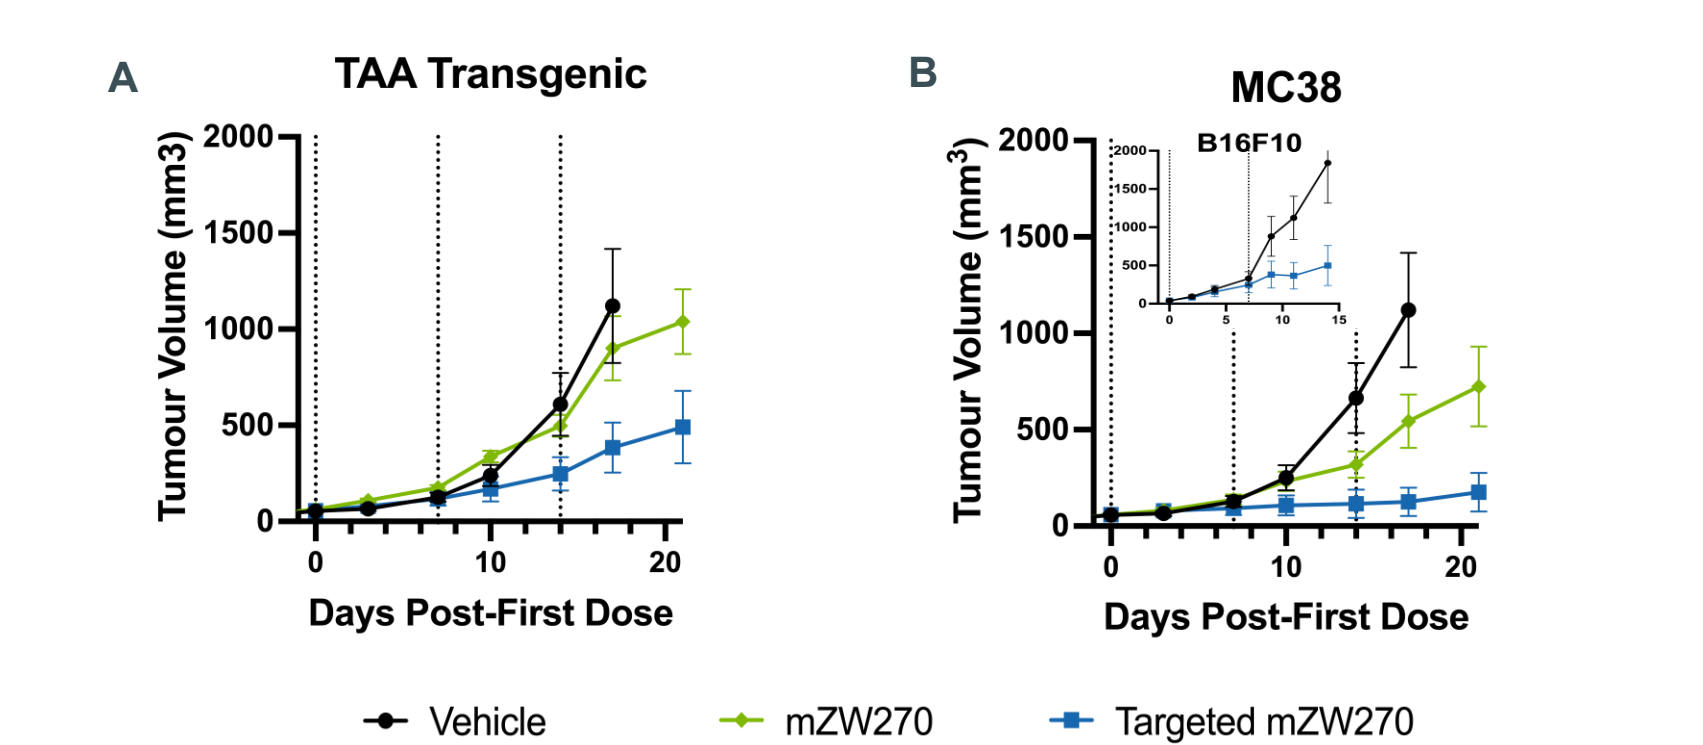 A
TAA Transgenic
Tumour Volume (mm3)
2000
1500
1000
500
0
0 10 20
Days Post-First Dose
B
MC38
Tumour Volume (mm³)
2000
1500
1000
500
0
B16F10
2000
1500
1000
500
0
0 5 10 15
0 10 20
Days Post-First Dose
Vehicle mZW270 Targeted mZW270